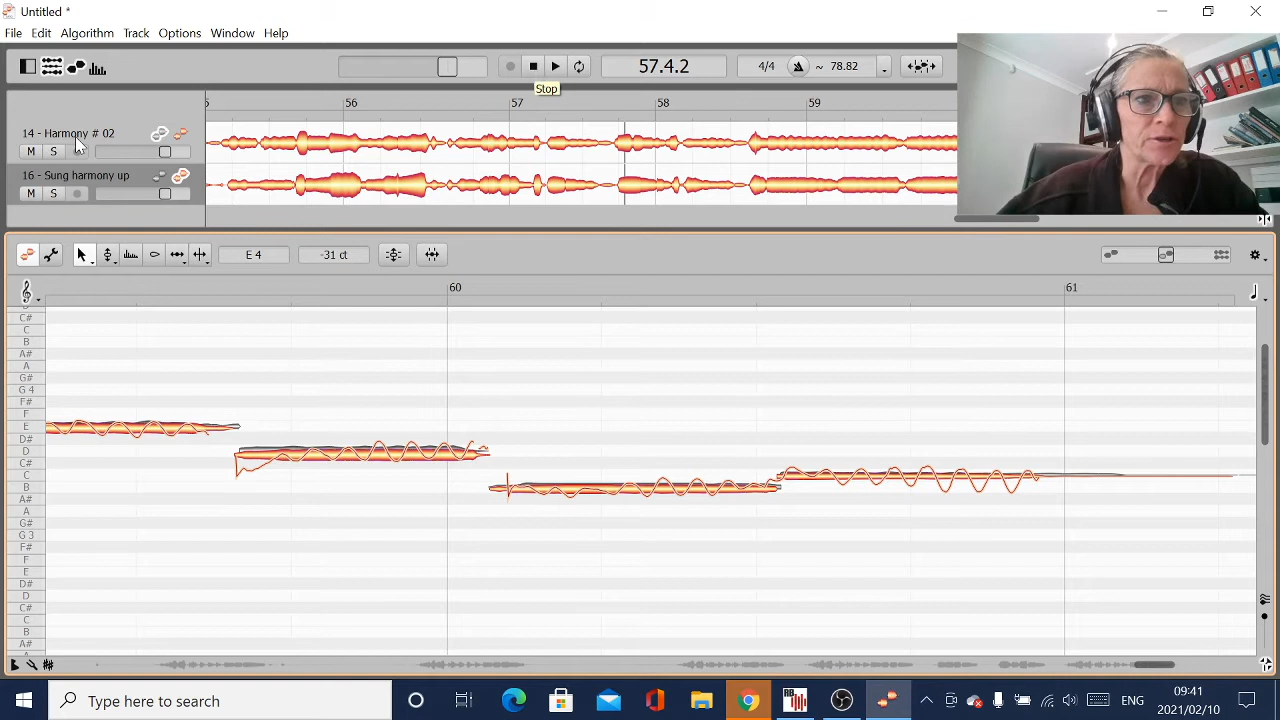 Untitled *
File Edit Algorithm Track Options Window Help
57.4.2
4/4 ~ 78.82
Stop
5 56 57 58 59
14 - Harmony # 02
M S
16 - Sung harmony up
M S
E 4 -31 ct
60 61
C#
C
B
A#
A
G#
G 4
F#
F
E
D#
D
C#
C
B
A#
A
G#
G 3
F#
F
E
D#
D
C#
C
B
A#
Type here to search
RB
ENG
09:41
2021/02/10